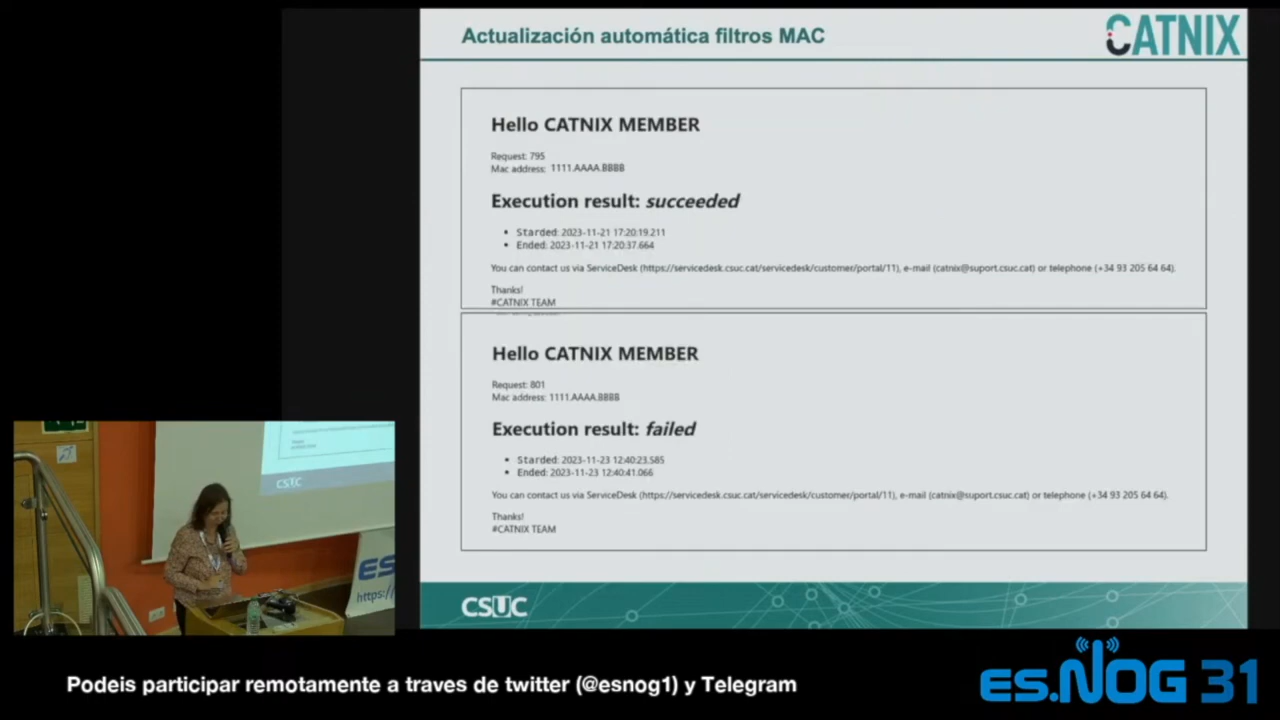 Actualización automática filtros MAC
CATNIX
Hello CATNIX MEMBER
Request: 795
Mac address: 1111.AAAA.BBBB
Execution result: succeeded
• Starded: 2023-11-21 17:20:19.211
• Ended: 2023-11-21 17:20:37.664
You can contact us via ServiceDesk (https://servicedesk.csuc.cat/servicedesk/customer/portal/11), e-mail (catnix@suport.csuc.cat) or telephone (+34 93 205 64 64).
Thanks!
#CATNIX TEAM
Hello CATNIX MEMBER
Request: 801
Mac address: 1111.AAAA.BBBB
Execution result: failed
• Starded: 2023-11-23 12:40:23.585
• Ended: 2023-11-23 12:40:41.066
You can contact us via ServiceDesk (https://servicedesk.csuc.cat/servicedesk/customer/portal/11), e-mail (catnix@suport.csuc.cat) or telephone (+34 93 205 64 64).
Thanks!
#CATNIX TEAM
CSUC
CSUC
ES
https://
Podeis participar remotamente a traves de twitter (@esnog1) y Telegram
es.NOG 31